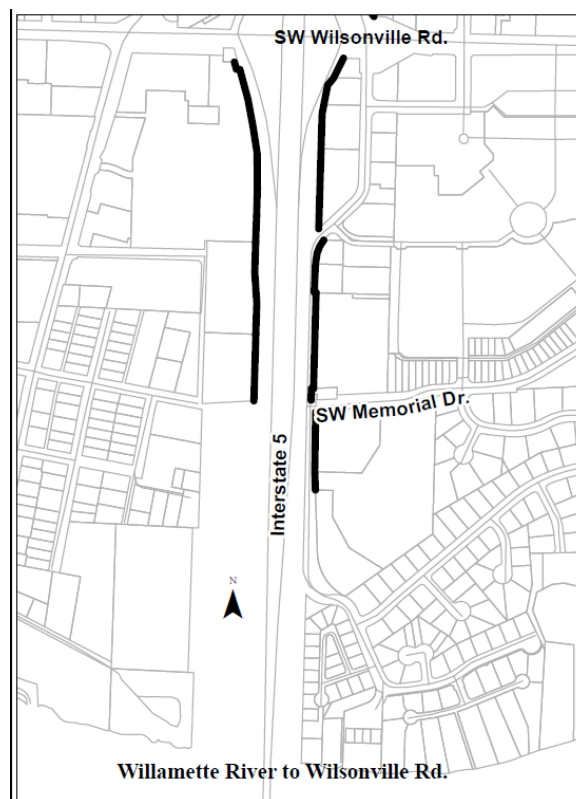 SW Wilsonville Rd.
SW Memorial Dr.
Interstate 5
N
Willamette River to Wilsonville Rd.